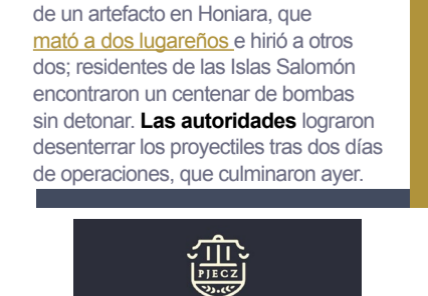 de un artefacto en Honiara, que
mató a dos lugareños e hirió a otros
dos; residentes de las Islas Salomón
encontraron un centenar de bombas
sin detonar. Las autoridades lograron
desenterrar los proyectiles tras dos días
de operaciones, que culminaron ayer.
PJECZ